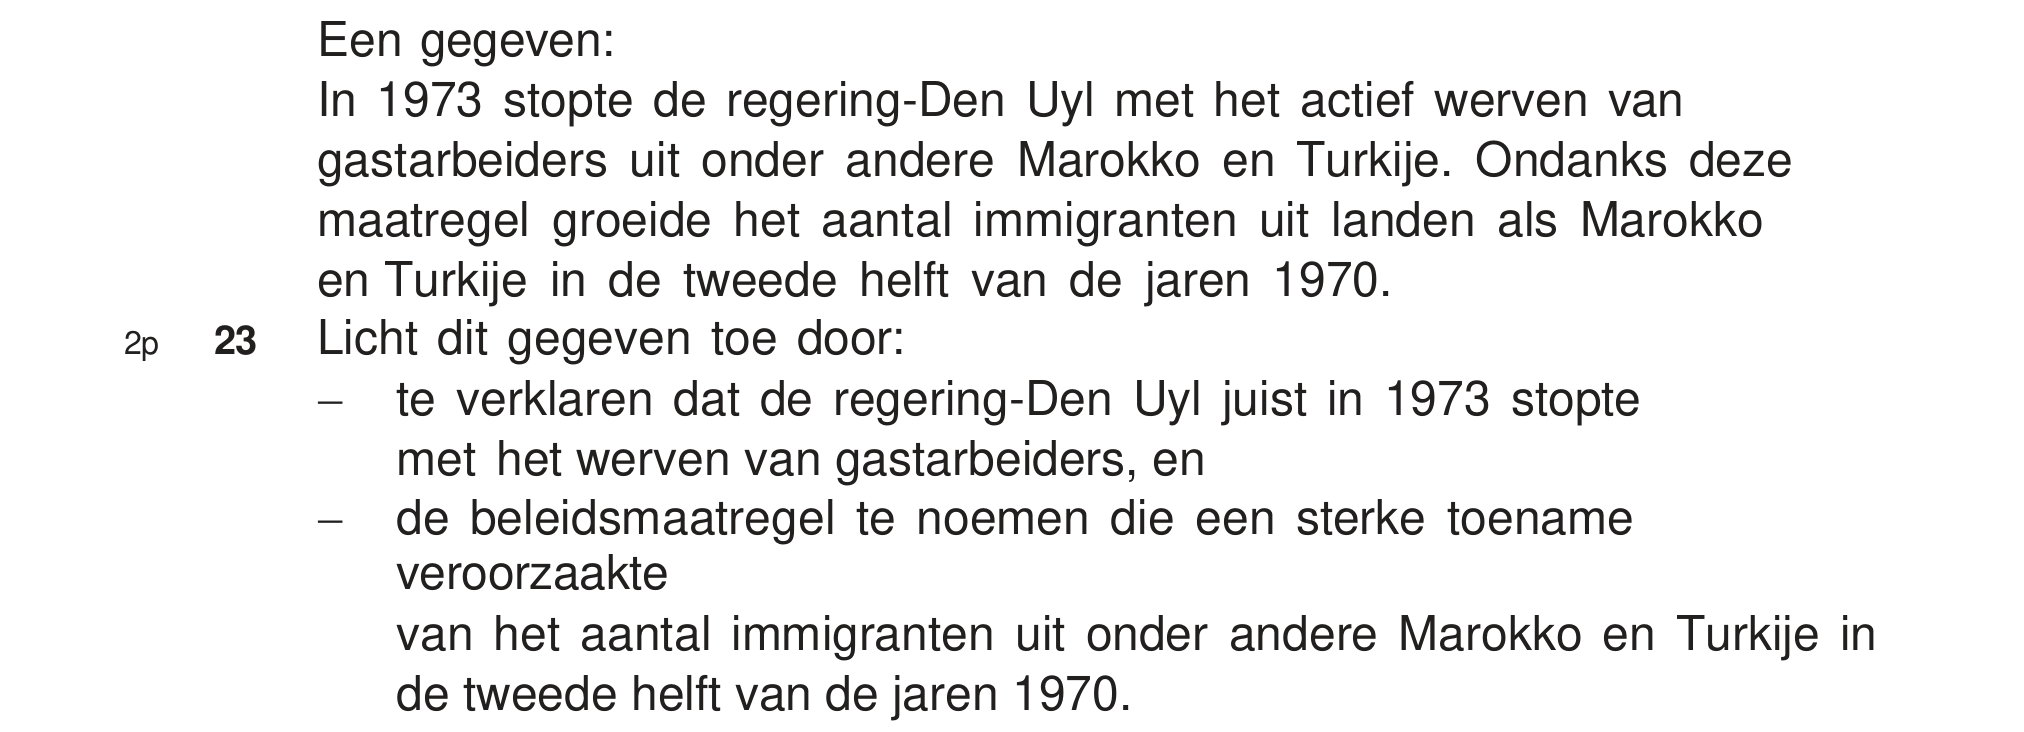 Een gegeven:
In 1973 stopte de regering-Den Uyl met het actief werven van
gastarbeiders uit onder andere Marokko en Turkije. Ondanks deze
maatregel groeide het aantal immigranten uit landen als Marokko
en Turkije in de tweede helft van de jaren 1970.
2p 23 Licht dit gegeven toe door:
– te verklaren dat de regering-Den Uyl juist in 1973 stopte
met het werven van gastarbeiders, en
– de beleidsmaatregel te noemen die een sterke toename
veroorzaakte
van het aantal immigranten uit onder andere Marokko en Turkije in
de tweede helft van de jaren 1970.